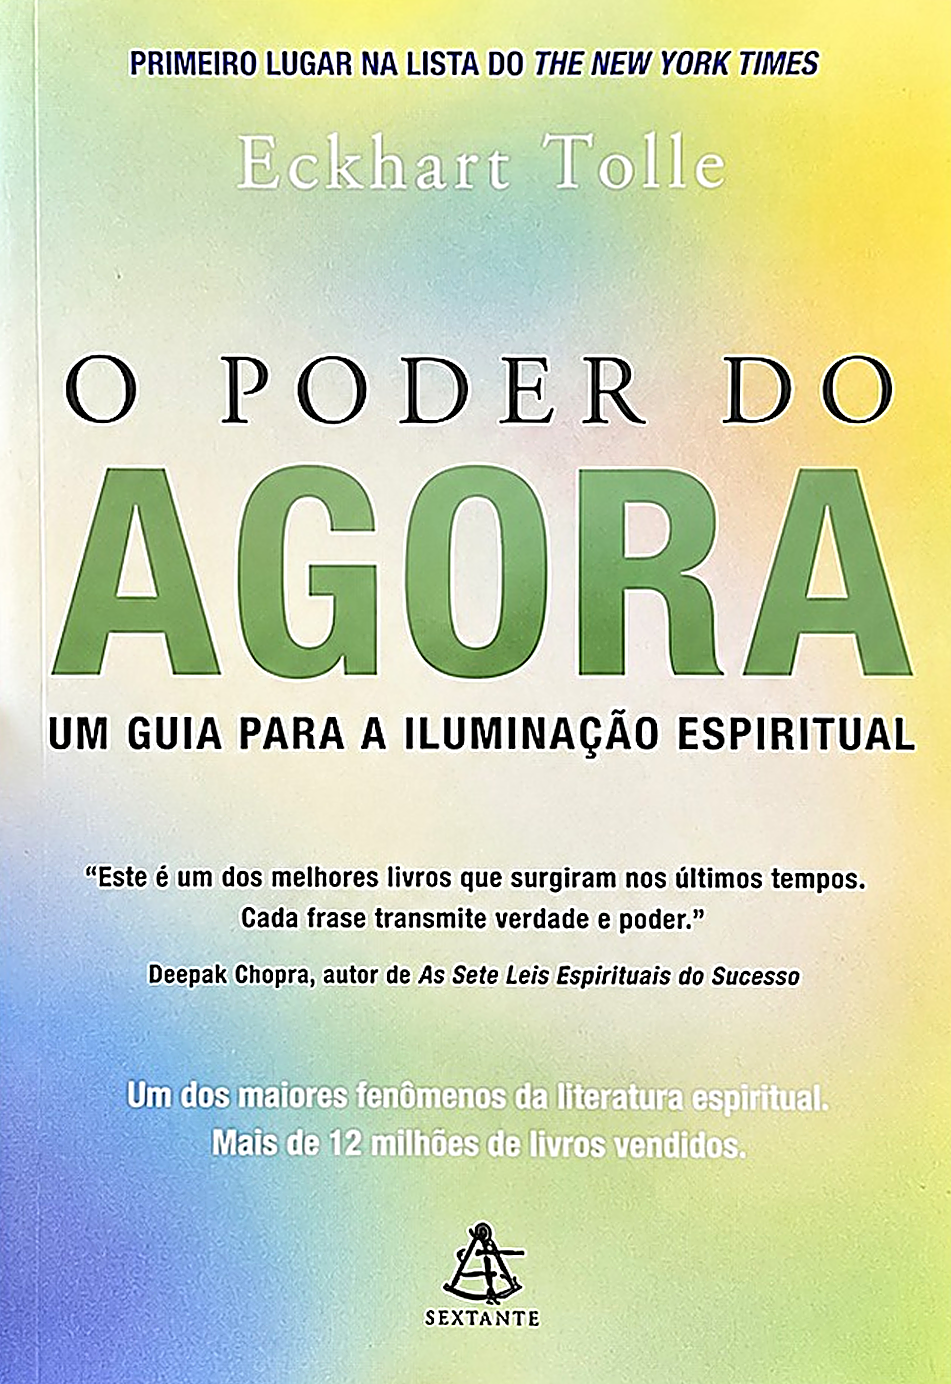 PRIMEIRO LUGAR NA LISTA DO THE NEW YORK TIMES
Eckhart Tolle
O PODER DO
AGORA
UM GUIA PARA A ILUMINAÇÃO ESPIRITUAL
“Este é um dos melhores livros que surgiram nos últimos tempos.
Cada frase transmite verdade e poder.”
Deepak Chopra, autor de As Sete Leis Espirituais do Sucesso
Um dos maiores fenômenos da literatura espiritual.
Mais de 12 milhões de livros vendidos.
SEXTANTE